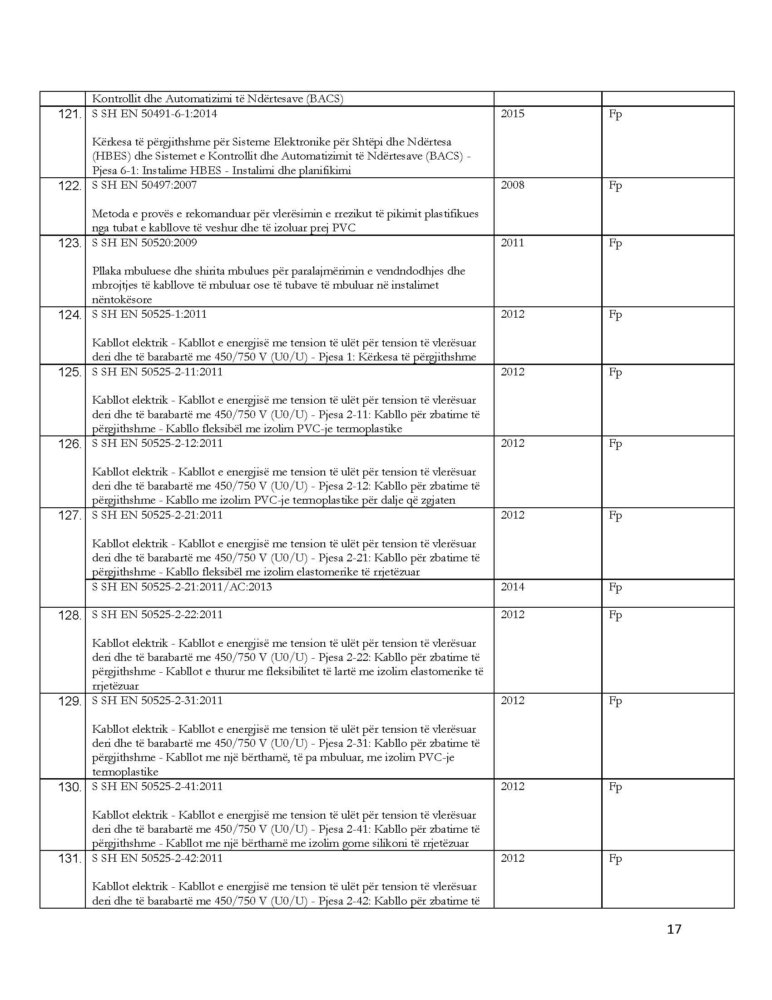 Kontrollit dhe Automatizimi të Ndërtesave (BACS)
121. S SH EN 50491-6-1:2014 2015 Fp
Kërkesa të përgjithshme për Sisteme Elektronike për Shtëpi dhe Ndërtesa
(HBES) dhe Sistemet e Kontrollit dhe Automatizimit të Ndërtesave (BACS) -
Pjesa 6-1: Instalime HBES - Instalimi dhe planifikimi
122. S SH EN 50497:2007 2008 Fp
Metoda e provës e rekomanduar për vlerësimin e rrezikut të pikimit plastifikues
nga tubat e kabllove të veshur dhe të izoluar prej PVC
123. S SH EN 50520:2009 2011 Fp
Pllaka mbuluese dhe shirita mbulues për paralajmërimin e vendndodhjes dhe
mbrojtjes të kabllove të mbuluar ose të tubave të mbuluar në instalimet
nëntokësore
124. S SH EN 50525-1:2011 2012 Fp
Kabllot elektrik - Kabllot e energjisë me tension të ulët për tension të vlerësuar
deri dhe të barabartë me 450/750 V (U0/U) - Pjesa 1: Kërkesa të përgjithshme
125. S SH EN 50525-2-11:2011 2012 Fp
Kabllot elektrik - Kabllot e energjisë me tension të ulët për tension të vlerësuar
deri dhe të barabartë me 450/750 V (U0/U) - Pjesa 2-11: Kabllo për zbatime të
përgjithshme - Kabllo fleksibël me izolim PVC-je termoplastike
126. S SH EN 50525-2-12:2011 2012 Fp
Kabllot elektrik - Kabllot e energjisë me tension të ulët për tension të vlerësuar
deri dhe të barabartë me 450/750 V (U0/U) - Pjesa 2-12: Kabllo për zbatime të
përgjithshme - Kabllo me izolim PVC-je termoplastike për dalje që zgjaten
127. S SH EN 50525-2-21:2011 2012 Fp
Kabllot elektrik - Kabllot e energjisë me tension të ulët për tension të vlerësuar
deri dhe të barabartë me 450/750 V (U0/U) - Pjesa 2-21: Kabllo për zbatime të
përgjithshme - Kabllo fleksibël me izolim elastomerike të rrjetëzuar
S SH EN 50525-2-21:2011/AC:2013 2014 Fp
128. S SH EN 50525-2-22:2011 2012 Fp
Kabllot elektrik - Kabllot e energjisë me tension të ulët për tension të vlerësuar
deri dhe të barabartë me 450/750 V (U0/U) - Pjesa 2-22: Kabllo për zbatime të
përgjithshme - Kabllot e thurur me fleksibilitet të lartë me izolim elastomerike të
rrjetëzuar
129. S SH EN 50525-2-31:2011 2012 Fp
Kabllot elektrik - Kabllot e energjisë me tension të ulët për tension të vlerësuar
deri dhe të barabartë me 450/750 V (U0/U) - Pjesa 2-31: Kabllo për zbatime të
përgjithshme - Kabllot me një bërthamë, të pa mbuluar, me izolim PVC-je
termoplastike
130. S SH EN 50525-2-41:2011 2012 Fp
Kabllot elektrik - Kabllot e energjisë me tension të ulët për tension të vlerësuar
deri dhe të barabartë me 450/750 V (U0/U) - Pjesa 2-41: Kabllo për zbatime të
përgjithshme - Kabllot me një bërthamë me izolim gome silikoni të rrjetëzuar
131. S SH EN 50525-2-42:2011 2012 Fp
Kabllot elektrik - Kabllot e energjisë me tension të ulët për tension të vlerësuar
deri dhe të barabartë me 450/750 V (U0/U) - Pjesa 2-42: Kabllo për zbatime të
17